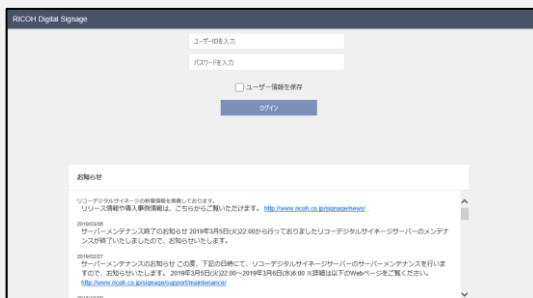 RICOH Digital Signage
ユーザーIDを入力
パスワードを入力
ユーザー情報を保存
ログイン
お知らせ
リコーデジタルサイネージの新着情報を掲載しております。
リリース情報や導入事例情報は、こちらからご覧いただけます。 http://www.ricoh.co.jp/signage/news/ .
2019/03/06
サーバーメンテナンス終了のお知らせ 2019年3月5日(火)22:00から行っておりましたリコーデジタルサイネージサーバーのメンテナ
ンスが終了いたしましたので、お知らせいたします。
2019/02/27
サーバーメンテナンスのお知らせ この度、下記の日時にて、リコーデジタルサイネージサーバーのサーバーメンテナンスを行いま
すので、お知らせいたします。 2019年3月5日(火)22:00～2019年3月6日(水)6:00 ※詳細は以下のWebページをご覧ください。
http://www.ricoh.co.jp/signage/support/maintenance/